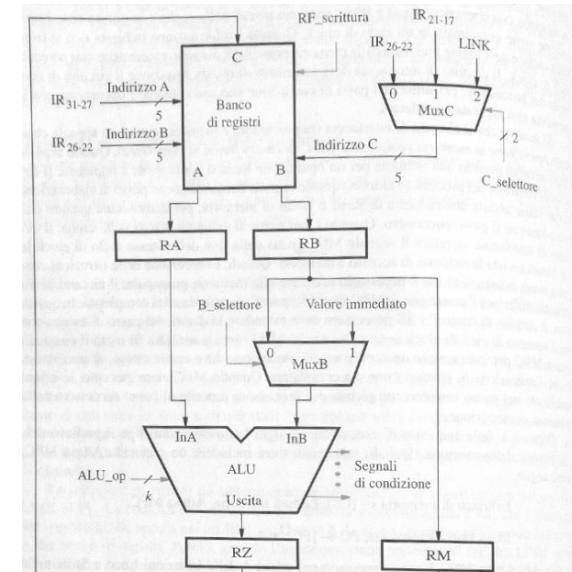 RF_scrittura
IR21-17
IR26-22
LINK
C
0 1 2
MuxC
IR31-27
Indirizzo A
5
Banco
di registri
2
IR26-22
Indirizzo B
5
Indirizzo C
5
C_selettore
A
B
RA
RB
B_selettore
Valore immediato
0 1
MuxB
InA
InB
ALU_op
k
ALU
Segnali
di condizione
Uscita
RZ
RM